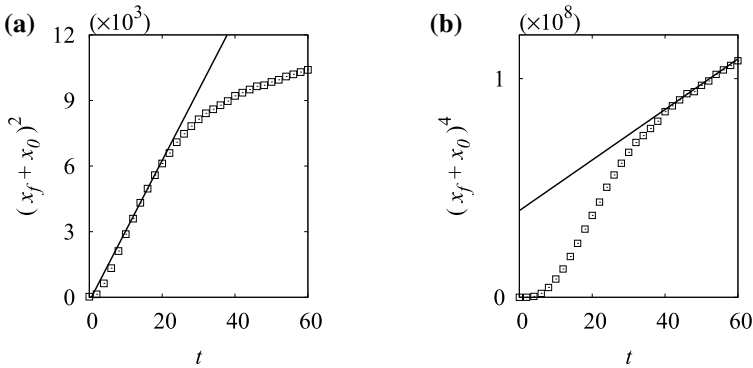 (a)
(×10³)
12
9
6
3
0
(x_f + x_0)²
0 20 40 60
t
(b)
(×10⁸)
1
0
(x_f + x_0)⁴
0 20 40 60
t